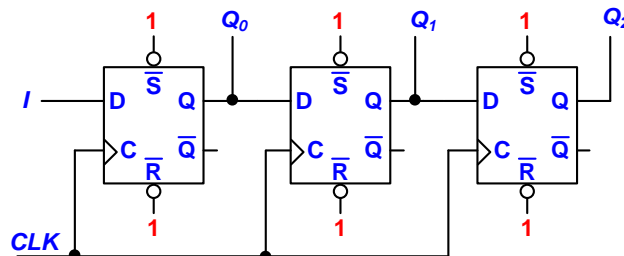 1 Q₀ 1 Q₁ 1 Q₂
S̅ S̅ S̅
I D Q D Q D Q
C Q̅ C Q̅ C Q̅
R̅ R̅ R̅
1 1 1
CLK